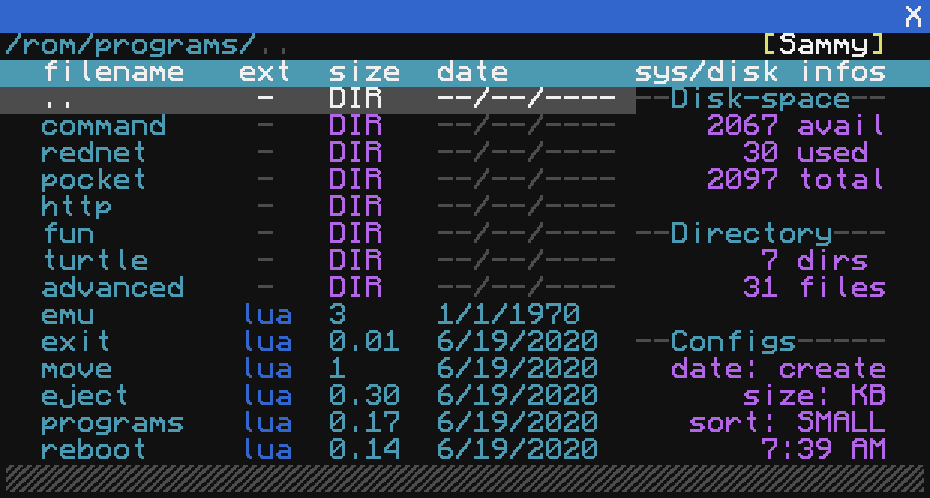 X
/rom/programs/.. [Sammy]
filename ext size date sys/disk infos
.. - DIR --/--/---- --Disk-space--
command - DIR --/--/---- 2067 avail
rednet - DIR --/--/---- 30 used
pocket - DIR --/--/---- 2097 total
http - DIR --/--/----
fun - DIR --/--/---- --Directory---
turtle - DIR --/--/---- 7 dirs
advanced - DIR --/--/---- 31 files
emu lua 3 1/1/1970
exit lua 0.01 6/19/2020 --Configs-----
move lua 1 6/19/2020 date: create
eject lua 0.30 6/19/2020 size: KB
programs lua 0.17 6/19/2020 sort: SMALL
reboot lua 0.14 6/19/2020 7:39 AM